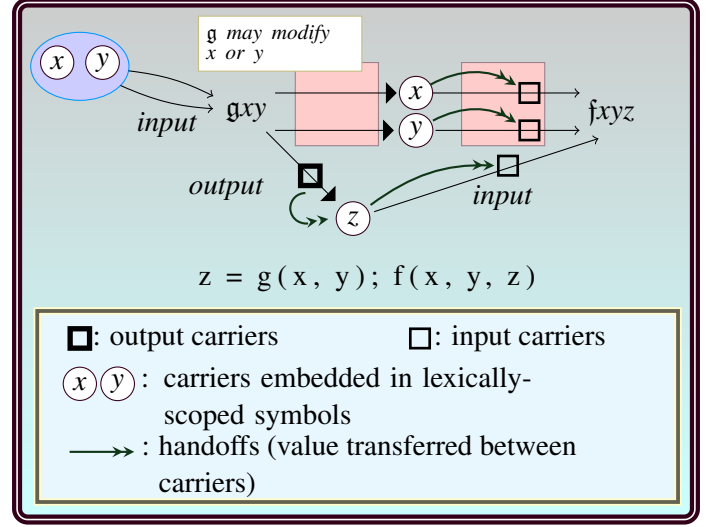 𝔤 may modify
x or y
x y
input
𝔤xy
x
y
𝔣xyz
output
input
z
z = g(x, y); f(x, y, z)
: output carriers
: input carriers
x y : carriers embedded in lexically-
scoped symbols
: handoffs (value transferred between
carriers)